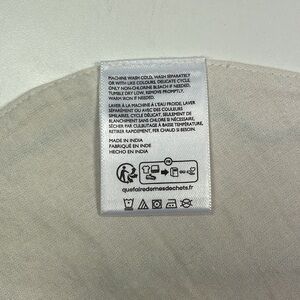 MACHINE WASH COLD, WASH SEPARATELY
OR WITH LIKE COLOURS, DELICATE CYCLE,
ONLY NON-CHLORINE BLEACH IF NEEDED,
TUMBLE DRY LOW, REMOVE PROMPTLY,
WARM IRON IF NEEDED.
LAVER À LA MACHINE À L'EAU FROIDE, LAVER
SÉPARÉMENT OU AVEC DES COULEURS
SIMILAIRES, CYCLE DÉLICAT, SEULEMENT DE
BLANCHIMENT SANS CHLORE SI NÉCESSAIRE,
SÉCHER PAR CULBUTAGE À BASSE TEMPÉRATURE,
RETIRER RAPIDEMENT, FER CHAUD SI BESOIN.
MADE IN INDIA
FABRIQUÉ EN INDE
HECHO EN INDIA
FR
quefairedemesdechets.fr